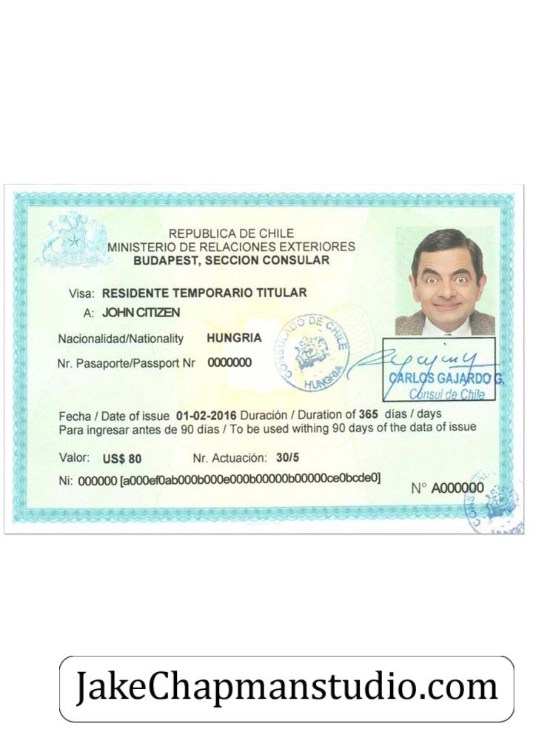 REPUBLICA DE CHILE
MINISTERIO DE RELACIONES EXTERIORES
BUDAPEST, SECCION CONSULAR
Visa: RESIDENTE TEMPORARIO TITULAR
A: JOHN CITIZEN
Nacionalidad/Nationality HUNGRIA
Nr. Pasaporte/Passport Nr 0000000
CONSULADO DE CHILE
HUNGRIA
CARLOS GAJARDO G.
Consul de Chile
Fecha / Date of issue 01-02-2016 Duración / Duration of 365 dias / days
Para ingresar antes de 90 dias / To be used withing 90 days of the data of issue
Valor: US$ 80 Nr. Actuación: 30/5
Ni: 000000 [a000ef0ab000b000e000b00000b00000ce0bcde0]
N° A000000
JakeChapmanstudio.com